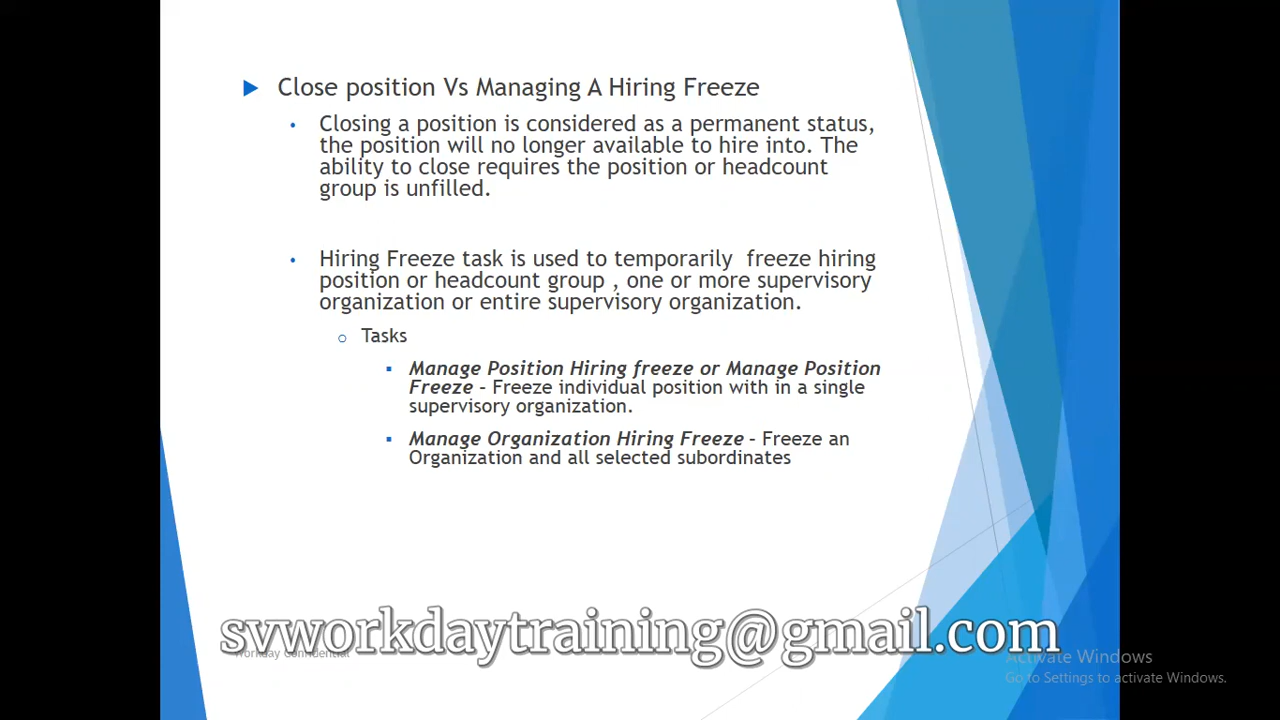 Close position Vs Managing A Hiring Freeze
Closing a position is considered as a permanent status,
the position will no longer available to hire into. The
ability to close requires the position or headcount
group is unfilled.
Hiring Freeze task is used to temporarily freeze hiring
position or headcount group , one or more supervisory
organization or entire supervisory organization.
Tasks
Manage Position Hiring freeze or Manage Position
Freeze – Freeze individual position with in a single
supervisory organization.
Manage Organization Hiring Freeze – Freeze an
Organization and all selected subordinates
svworkdaytraining@gmail.com
Workday Confidential
Activate Windows
Go to Settings to activate Windows.